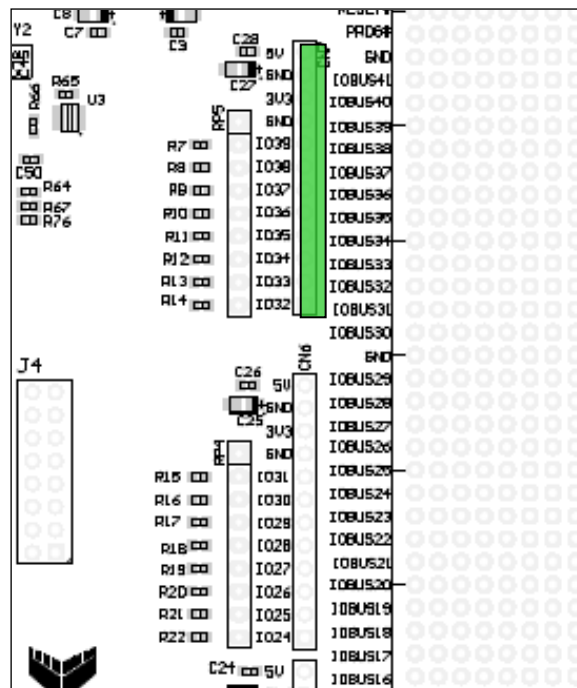 C8
RESET#
Y2
C7
C3
C28
5V
PROG#
GND
GND
R65
C27
3V3
IOBUS41
R66
U3
RP5
GND
IOBUS40
IO39
IOBUS39
R7
IO38
IOBUS38
C50
R8
IO37
IOBUS37
R64
R9
IO36
IOBUS36
R67
R10
IO35
IOBUS35
R76
R11
IO34
IOBUS34
R12
IO33
IOBUS33
R13
IO32
IOBUS32
R14
IOBUS31
IOBUS30
CN6
GND
J4
C26
5V
IOBUS29
GND
IOBUS28
C25
3V3
IOBUS27
RP4
GND
IOBUS26
R15
IO31
IOBUS25
R16
IO30
IOBUS24
R17
IO29
IOBUS23
R18
IO28
IOBUS22
R19
IO27
IOBUS21
R20
IO26
IOBUS20
R21
IO25
IOBUS19
R22
IO24
IOBUS18
IOBUS17
C24
5V
IOBUS16